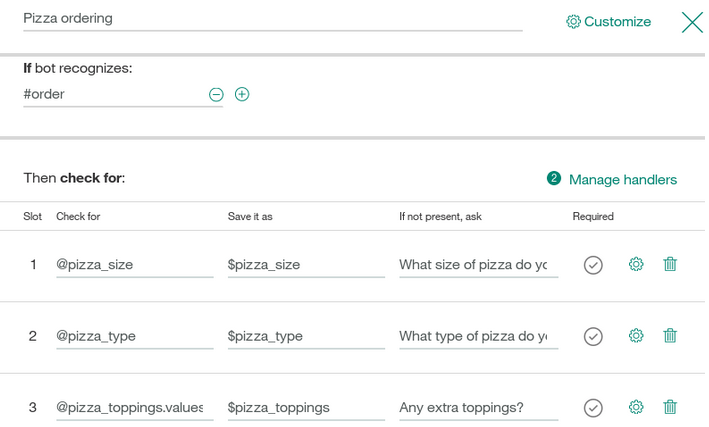 Pizza ordering
Customize
If bot recognizes:
#order
Then check for:
2 Manage handlers
Slot Check for Save it as If not present, ask Required
1 @pizza_size $pizza_size What size of pizza do yo
2 @pizza_type $pizza_type What type of pizza do yo
3 @pizza_toppings.values $pizza_toppings Any extra toppings?